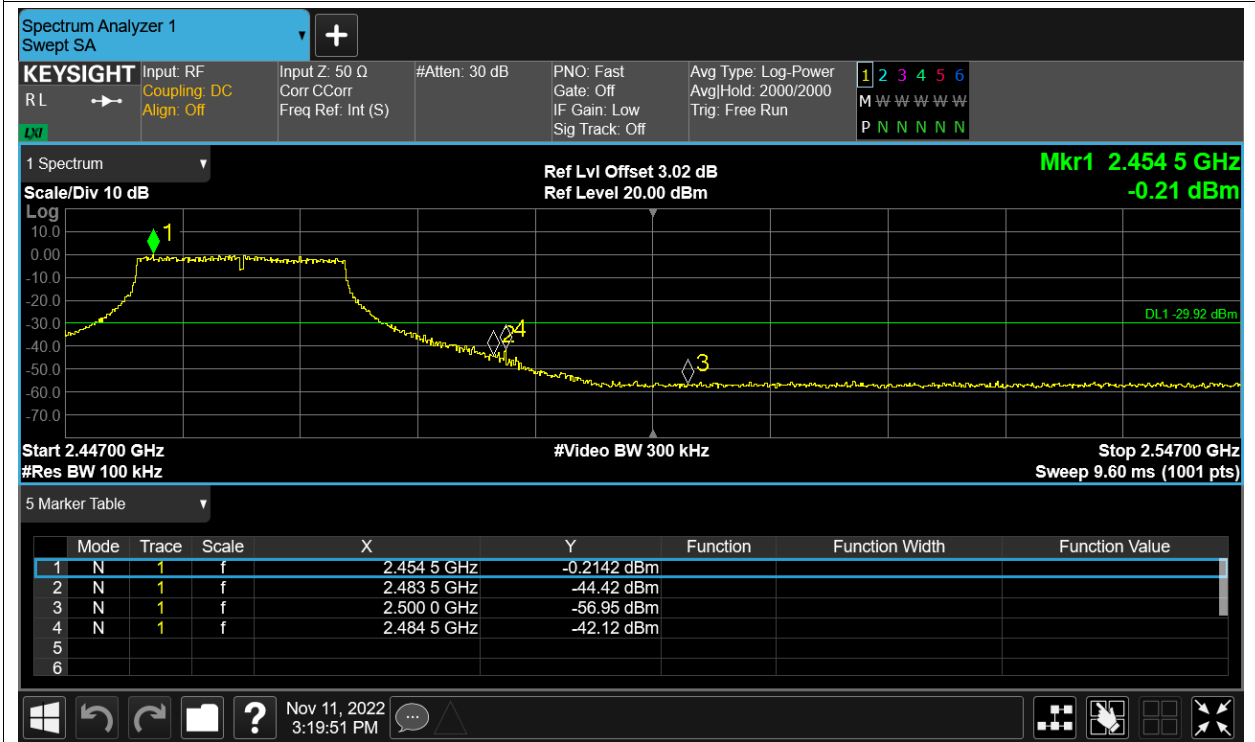 Spectrum Analyzer 1
Swept SA
KEYSIGHT
R L
LXI
Input: RF
Coupling: DC
Align: Off
Input Z: 50 Ω
Corr CCorr
Freq Ref: Int (S)
#Atten: 30 dB
PNO: Fast
Gate: Off
IF Gain: Low
Sig Track: Off
Avg Type: Log-Power
Avg|Hold: 2000/2000
Trig: Free Run
1 2 3 4 5 6
M W W W W W
P N N N N N
1 Spectrum
Scale/Div 10 dB
Ref Lvl Offset 3.02 dB
Ref Level 20.00 dBm
Mkr1 2.454 5 GHz
-0.21 dBm
Log
10.0
0.00
-10.0
-20.0
-30.0
-40.0
-50.0
-60.0
-70.0
1
2
4
3
DL1 -29.92 dBm
Start 2.44700 GHz
#Res BW 100 kHz
#Video BW 300 kHz
Stop 2.54700 GHz
Sweep 9.60 ms (1001 pts)
5 Marker Table
Mode Trace Scale X Y Function Function Width Function Value
1 N 1 f 2.454 5 GHz -0.2142 dBm
2 N 1 f 2.483 5 GHz -44.42 dBm
3 N 1 f 2.500 0 GHz -56.95 dBm
4 N 1 f 2.484 5 GHz -42.12 dBm
5
6
?
Nov 11, 2022
3:19:51 PM